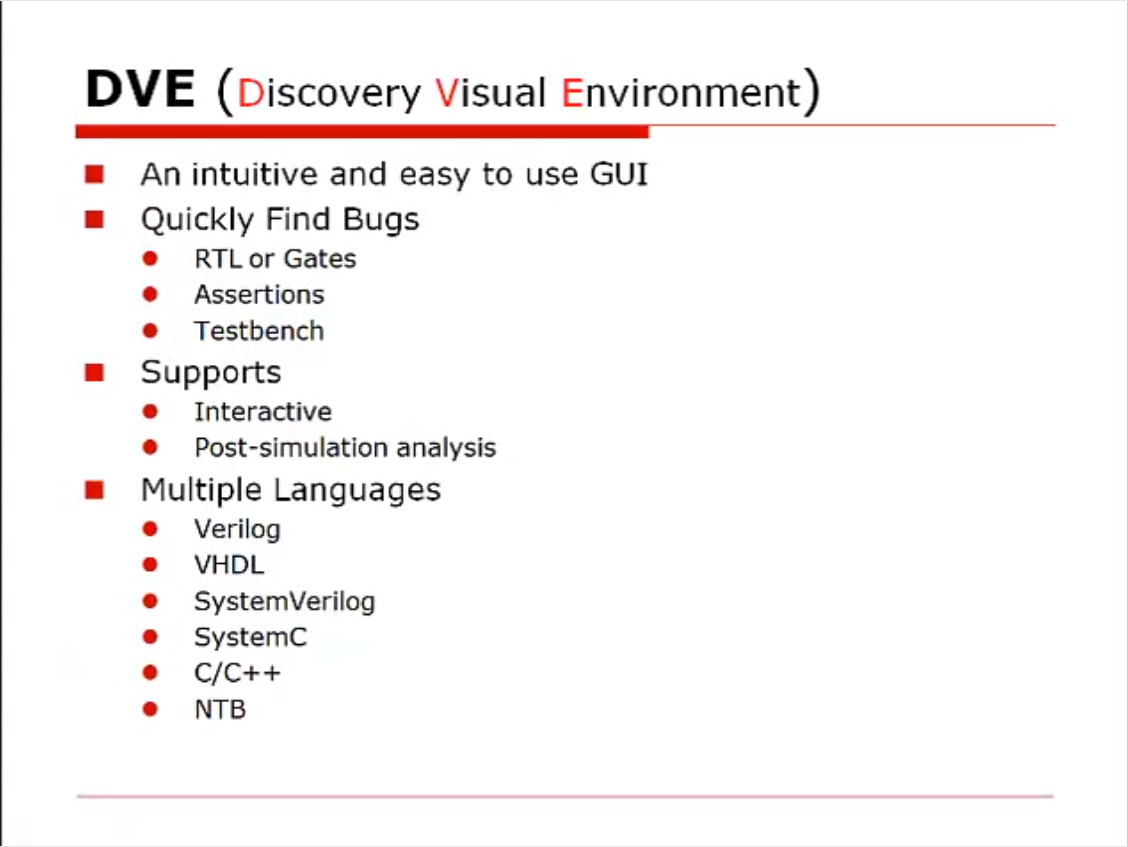 DVE (Discovery Visual Environment)
An intuitive and easy to use GUI
Quickly Find Bugs
RTL or Gates
Assertions
Testbench
Supports
Interactive
Post-simulation analysis
Multiple Languages
Verilog
VHDL
SystemVerilog
SystemC
C/C++
NTB